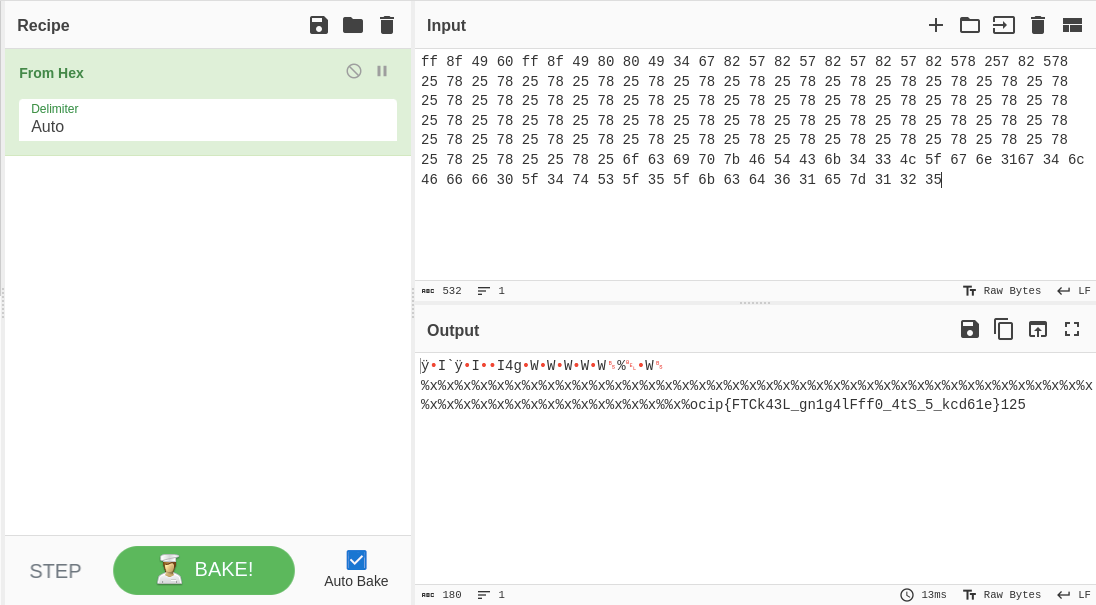 Recipe
From Hex
Delimiter
Auto
STEP
BAKE!
Auto Bake
Input
ff 8f 49 60 ff 8f 49 80 80 49 34 67 82 57 82 57 82 57 82 57 82 578 257 82 578
25 78 25 78 25 78 25 78 25 78 25 78 25 78 25 78 25 78 25 78 25 78 25 78 25 78
25 78 25 78 25 78 25 78 25 78 25 78 25 78 25 78 25 78 25 78 25 78 25 78 25 78
25 78 25 78 25 78 25 78 25 78 25 78 25 78 25 78 25 78 25 78 25 78 25 78 25 78
25 78 25 78 25 78 25 78 25 78 25 78 25 78 25 78 25 78 25 78 25 78 25 78 25 78
25 78 25 78 25 25 78 25 6f 63 69 70 7b 46 54 43 6b 34 33 4c 5f 67 6e 3167 34 6c
46 66 66 30 5f 34 74 53 5f 35 5f 6b 63 64 36 31 65 7d 31 32 35
ABC 532 1 Raw Bytes LF
Output
ÿ•I`ÿ•I••I4g•W•W•W•W•W%•W
%x%x%x%x%x%x%x%x%x%x%x%x%x%x%x%x%x%x%x%x%x%x%x%x%x%x%x%x%x%x%x%x%x%x%x%x%x%x%x%x
%x%x%x%x%x%x%x%x%x%x%x%x%x%x%%x%ocip{FTCk43L_gn1g4lFff0_4tS_5_kcd61e}125
ABC 180 1 13ms Raw Bytes LF